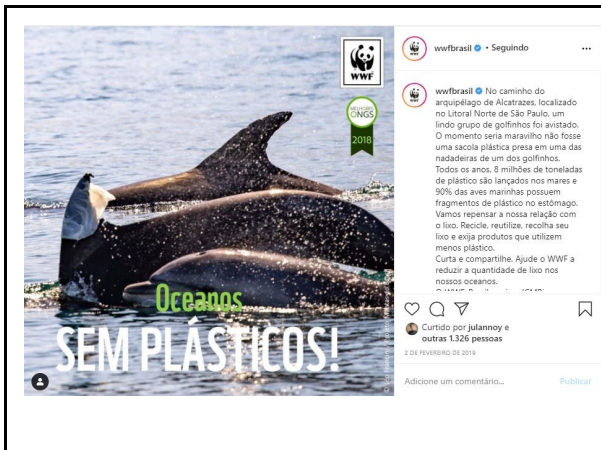 WWF
MELHORES
ONGS
2018
Oceanos
SEM PLÁSTICOS!
wwfbrasil • Seguindo
wwfbrasil No caminho do
arquipélago de Alcatrazes, localizado
no Litoral Norte de São Paulo, um
lindo grupo de golfinhos foi avistado.
O momento seria maravilho não fosse
uma sacola plástica presa em uma das
nadadeiras de um dos golfinhos.
Todos os anos, 8 milhões de toneladas
de plástico são lançados nos mares e
90% das aves marinhas possuem
fragmentos de plástico no estômago.
Vamos repensar a nossa relação com
o lixo. Recicle, reutilize, recolha seu
lixo e exija produtos que utilizem
menos plástico.
Curta e compartilhe. Ajude o WWF a
reduzir a quantidade de lixo nos
nossos oceanos.
Curtido por julannoy e
outras 1.326 pessoas
2 DE FEVEREIRO DE 2019
Adicione um comentário...
Publicar